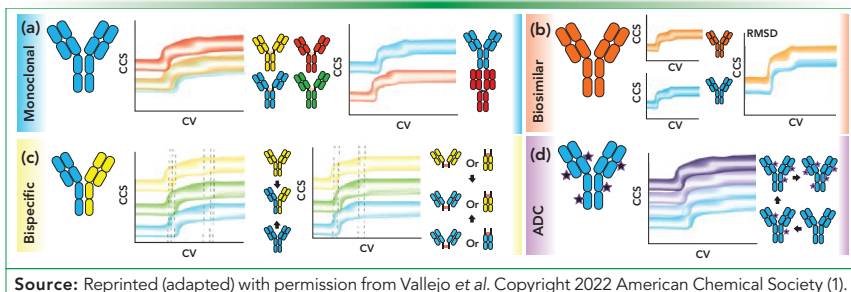 (a)
Monoclonal
CCS
CV
CCS
CV
(b)
Biosimilar
CCS
CV
CCS
CV
RMSD
CCS
CV
(c)
Bispecific
CCS
CV
CCS
CV
Or
Or
Or
(d)
ADC
CCS
CV
Source: Reprinted (adapted) with permission from Vallejo et al. Copyright 2022 American Chemical Society (1).